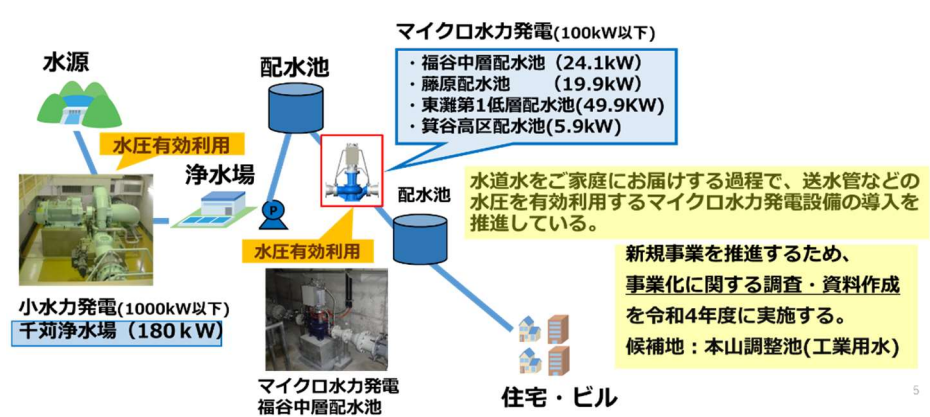 マイクロ水力発電(100kW以下)
水源
配水池
・福谷中層配水池（24.1kW）
・藤原配水池　　（19.9kW）
・東灘第1低層配水池(49.9KW)
・箕谷高区配水池(5.9kW)
水圧有効利用
浄水場
P
配水池
水道水をご家庭にお届けする過程で、送水管などの
水圧を有効利用するマイクロ水力発電設備の導入を
推進している。
水圧有効利用
新規事業を推進するため、
事業化に関する調査・資料作成
を令和4年度に実施する。
候補地：本山調整池(工業用水)
小水力発電(1000kW以下)
千苅浄水場（180ｋW）
マイクロ水力発電
福谷中層配水池
住宅・ビル
5